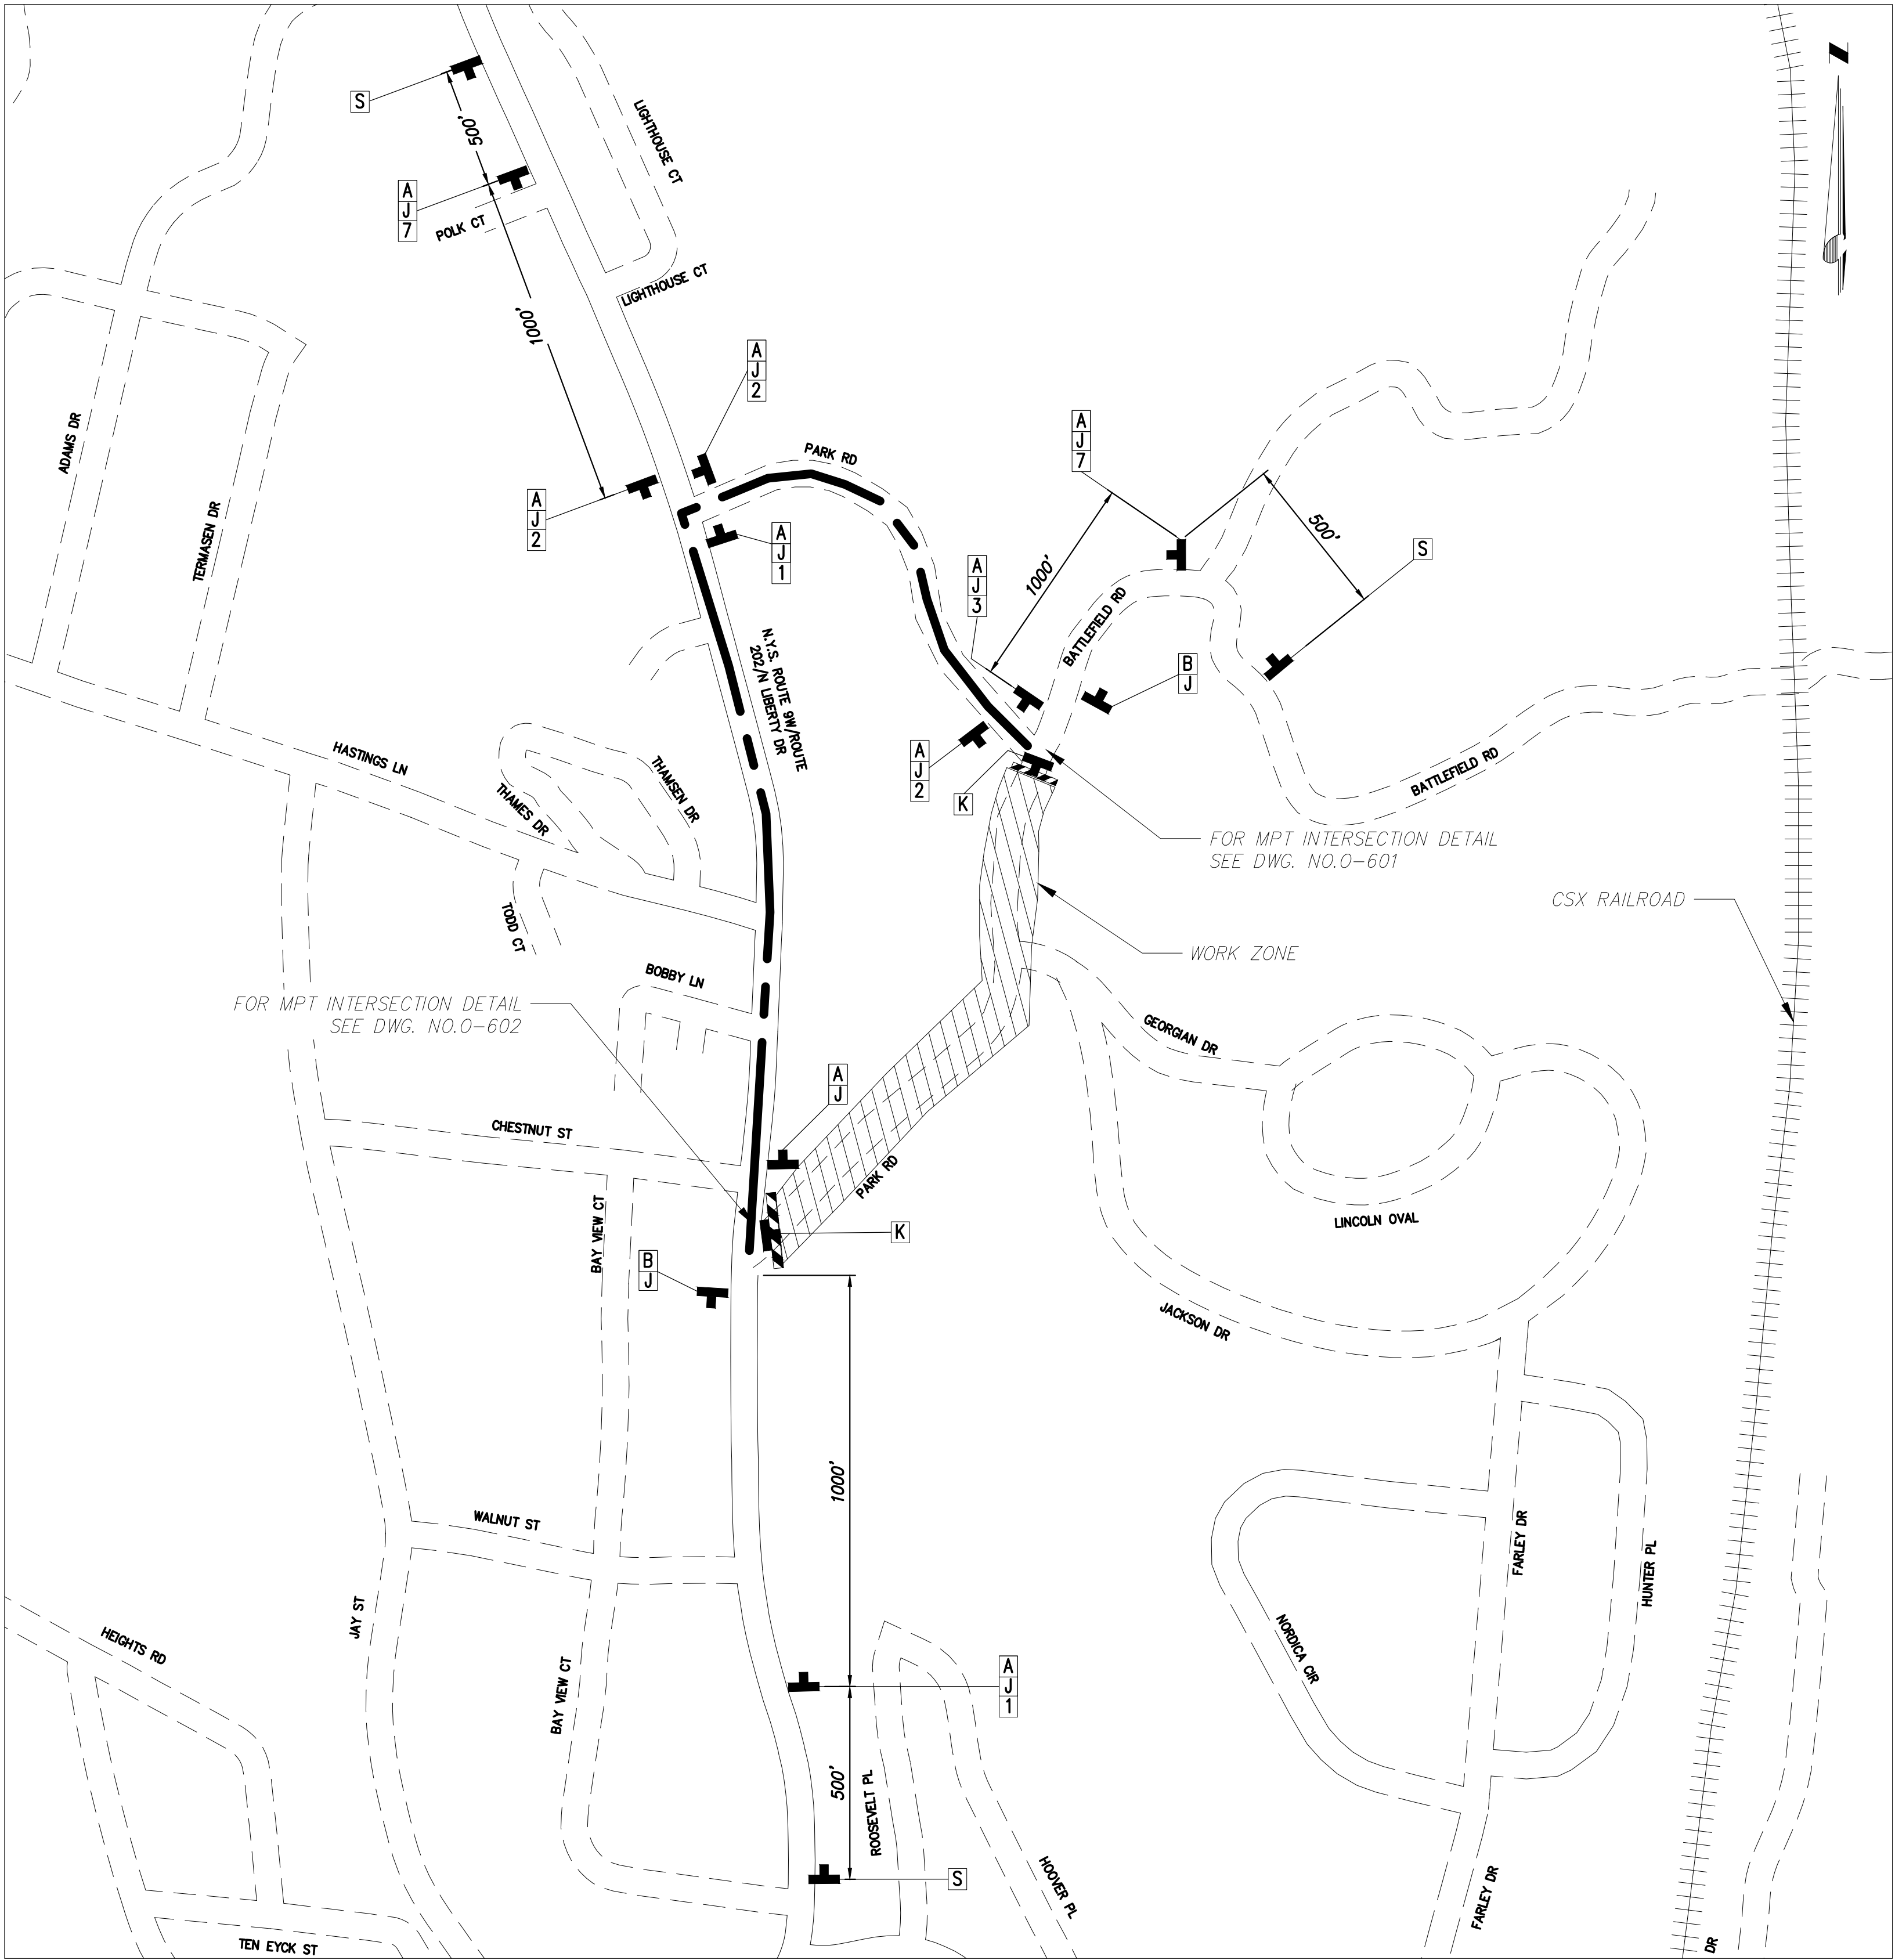 S
500'
LIGHTHOUSE CT
A
J
7
POLK CT
LIGHTHOUSE CT
1000'
A
J
2
ADAMS DR
TERMASEN DR
A
J
2
PARK RD
A
J
1
A
J
7
1000'
500'
S
A
J
3
BATTLEFIELD RD
B
J
N.Y.S. ROUTE 9W/ROUTE
202/N LIBERTY DR
A
J
2
K
HASTINGS LN
THAMES DR
THAMSEN DR
BATTLEFIELD RD
FOR MPT INTERSECTION DETAIL
SEE DWG. NO.O-601
CSX RAILROAD
TODD CT
WORK ZONE
BOBBY LN
FOR MPT INTERSECTION DETAIL
SEE DWG. NO.O-602
GEORGIAN DR
A
J
CHESTNUT ST
PARK RD
BAY VIEW CT
K
LINCOLN OVAL
B
J
JACKSON DR
1000'
WALNUT ST
FARLEY DR
HUNTER PL
JAY ST
HEIGHTS RD
NORDICA CIR
BAY VIEW CT
A
J
1
500'
ROOSEVELT PL
S
HOOVER PL
FARLEY DR
TEN EYCK ST
DR